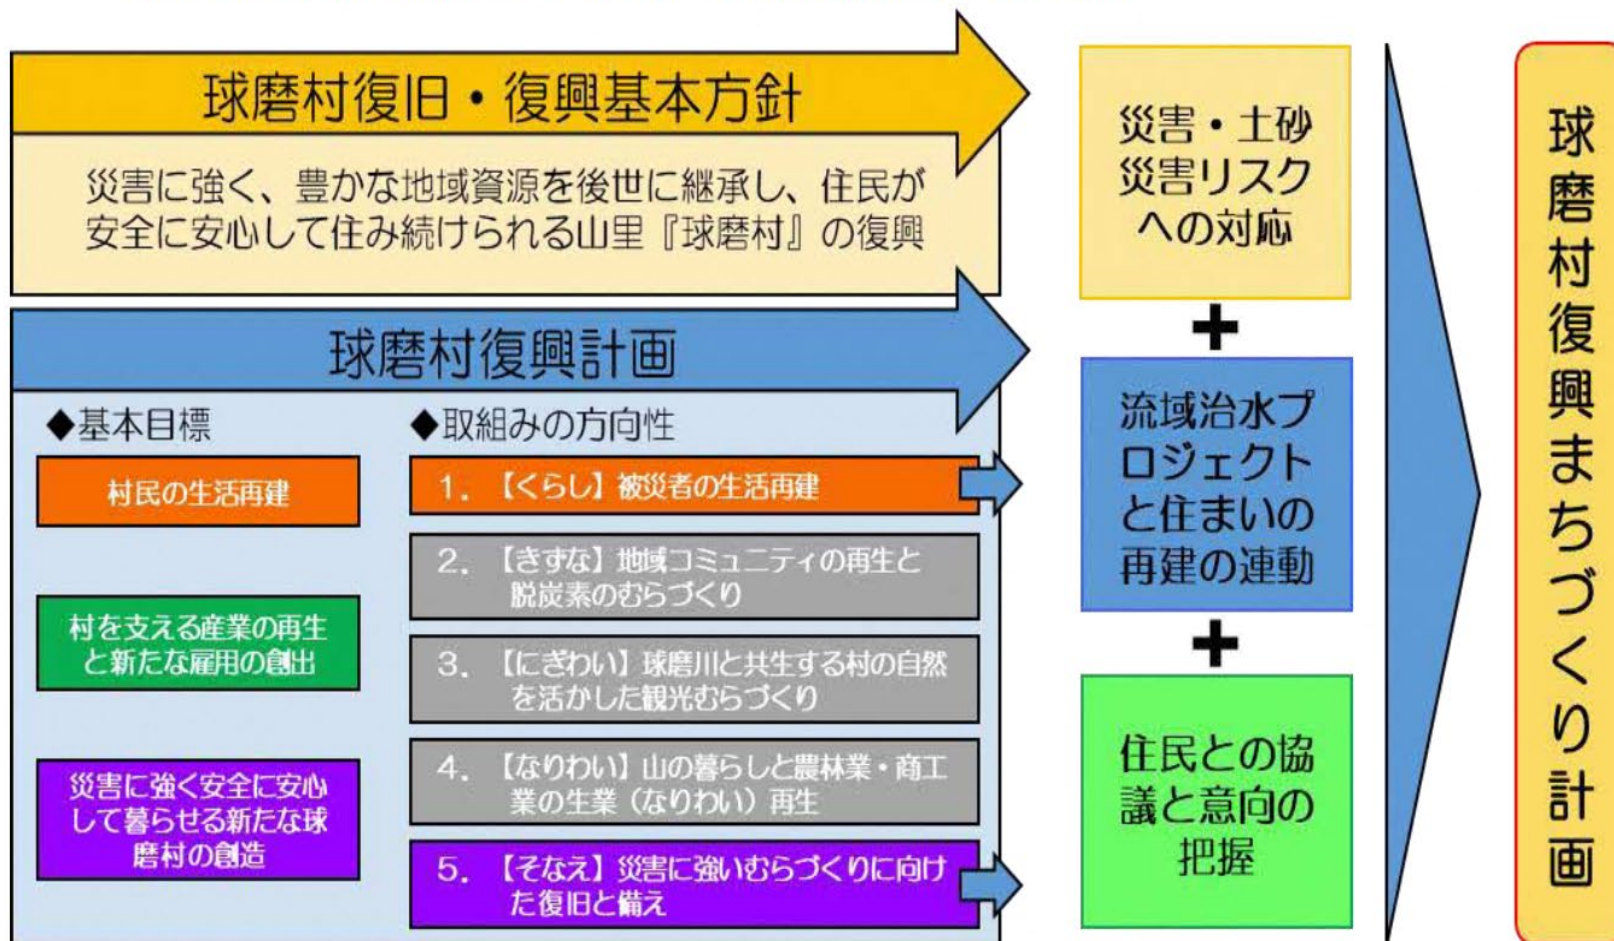 球磨村復旧・復興基本方針
災害に強く、豊かな地域資源を後世に継承し、住民が
安全に安心して住み続けられる山里『球磨村』の復興
球磨村復興計画
◆基本目標
村民の生活再建
村を支える産業の再生
と新たな雇用の創出
災害に強く安全に安心
して暮らせる新たな球
磨村の創造
◆取組みの方向性
1．【くらし】被災者の生活再建
2．【きずな】地域コミュニティの再生と
脱炭素のむらづくり
3．【にぎわい】球磨川と共生する村の自然
を活かした観光むらづくり
4．【なりわい】山の暮らしと農林業・商工
業の生業（なりわい）再生
5．【そなえ】災害に強いむらづくりに向け
た復旧と備え
災害・土砂
災害リスク
への対応
+
流域治水プ
ロジェクト
と住まいの
再建の連動
+
住民との協
議と意向の
把握
球磨村復興まちづくり計画